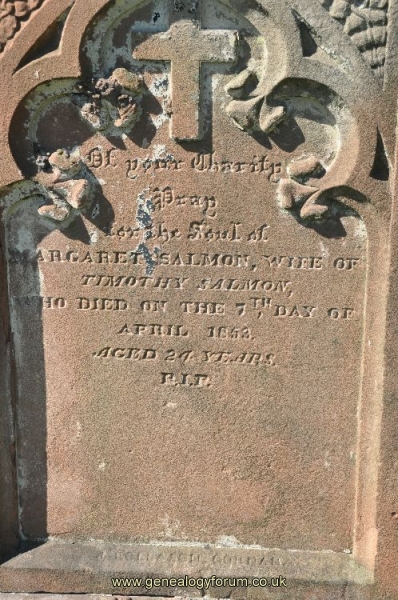 Of your Charity
Pray
for the Soul of
MARGARET SALMON, WIFE OF
TIMOTHY SALMON,
WHO DIED ON THE 7TH, DAY OF
APRIL 1853,
AGED 24 YEARS
R.I.P.
www.genealogyforum.co.uk